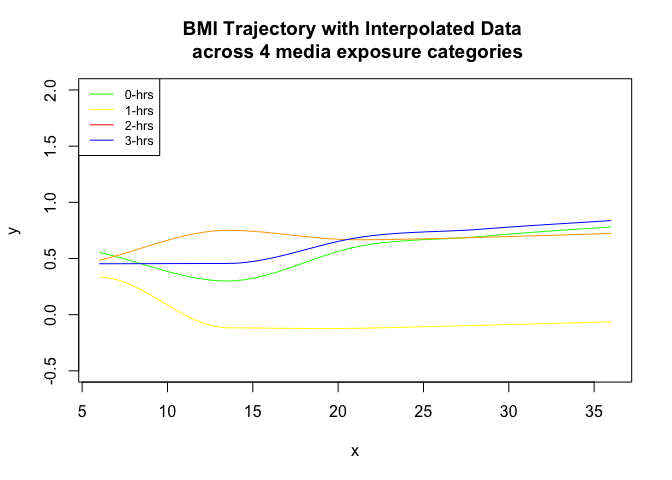 BMI Trajectory with Interpolated Data
across 4 media exposure categories
0-hrs
1-hrs
2-hrs
3-hrs
2.0
1.5
1.0
0.5
0.0
-0.5
y
5 10 15 20 25 30 35
x